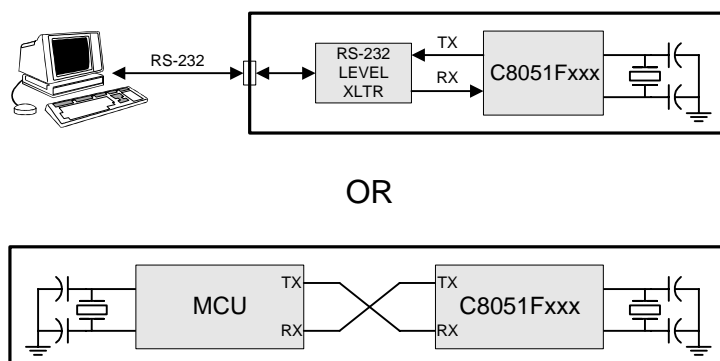 RS-232
RS-232
LEVEL
XLTR
TX
RX
C8051Fxxx
OR
MCU
TX
RX
TX
RX
C8051Fxxx